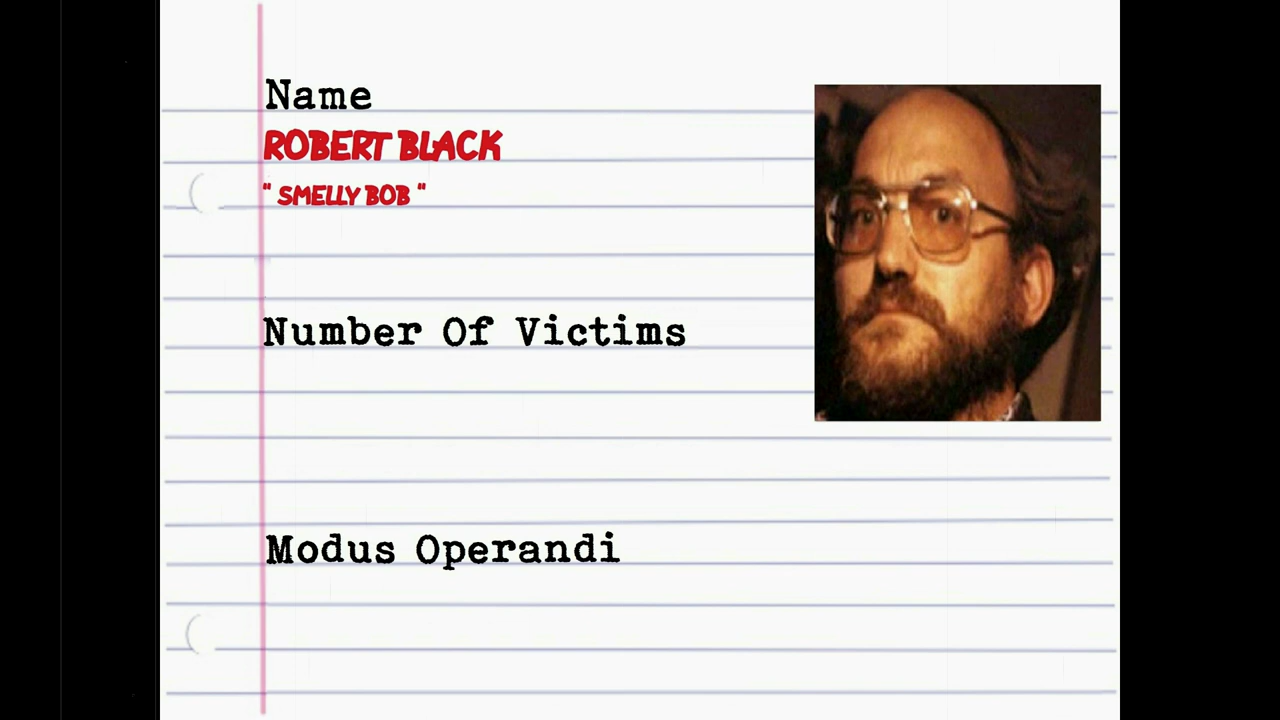 Name
ROBERT BLACK
" SMELLY BOB "
Number Of Victims
Modus Operandi